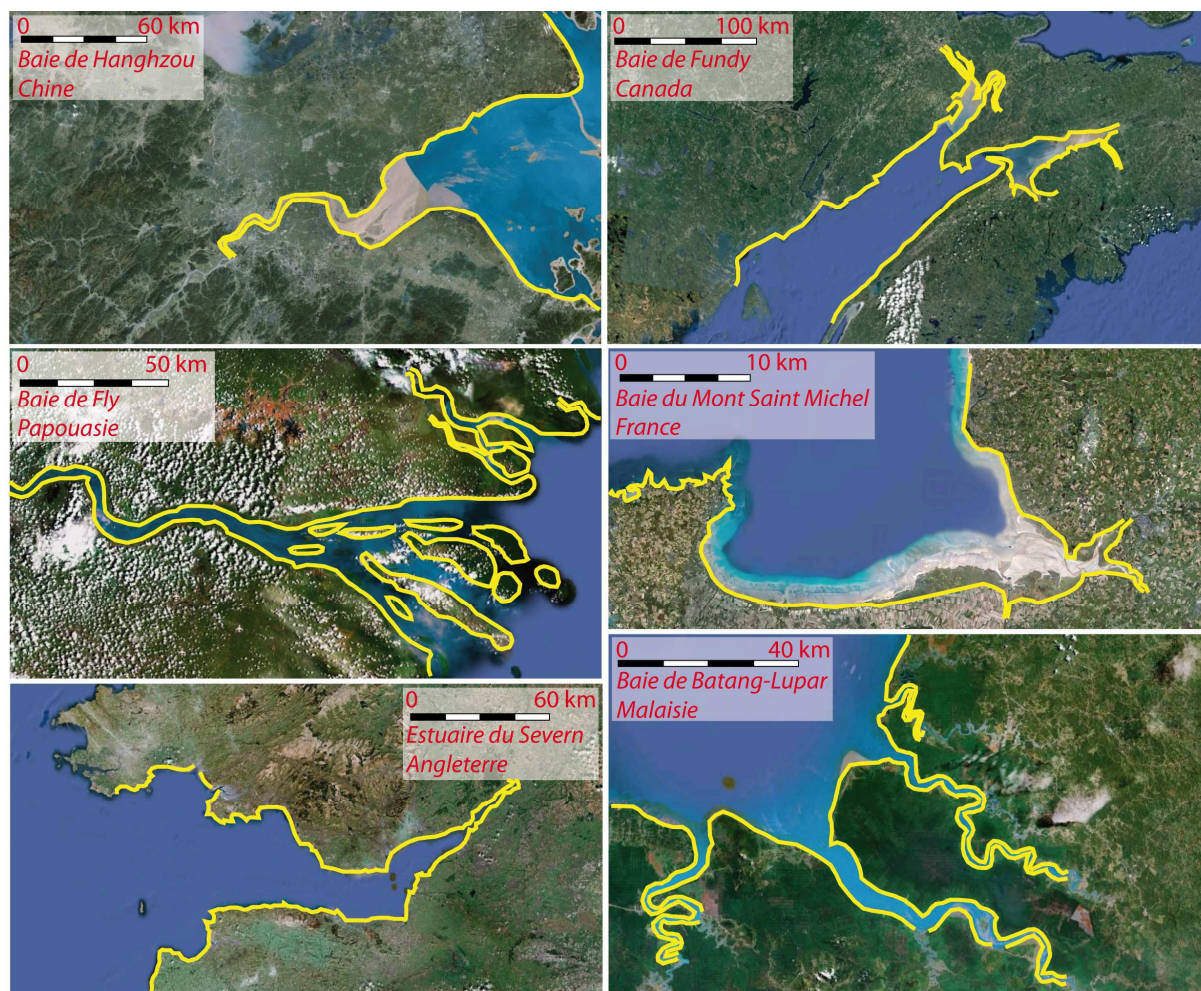 0 60 km
Baie de Hanghzou
Chine
0 100 km
Baie de Fundy
Canada
0 50 km
Baie de Fly
Papouasie
0 10 km
Baie du Mont Saint Michel
France
0 60 km
Estuaire du Severn
Angleterre
0 40 km
Baie de Batang-Lupar
Malaisie